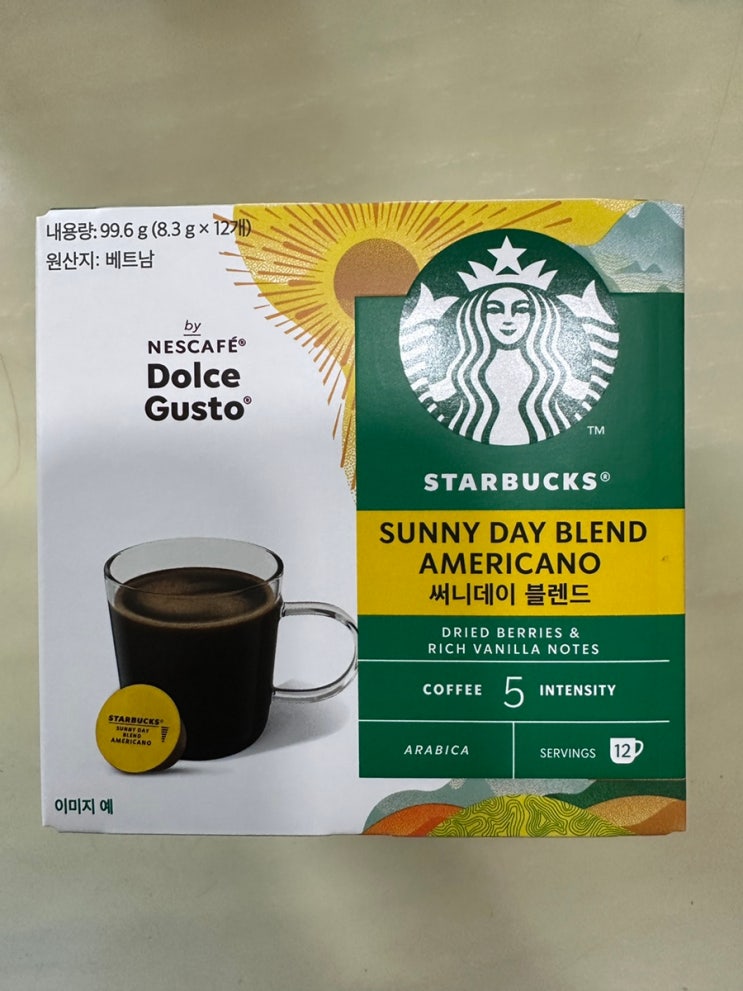 내용량: 99.6 g (8.3 g × 12개)
원산지: 베트남
by
NESCAFÉ®
Dolce
Gusto®
TM
STARBUCKS®
SUNNY DAY BLEND
AMERICANO
써니데이 블렌드
DRIED BERRIES &
RICH VANILLA NOTES
COFFEE 5 INTENSITY
ARABICA
SERVINGS 12
STARBUCKS®
SUNNY DAY
BLEND
AMERICANO
이미지 예